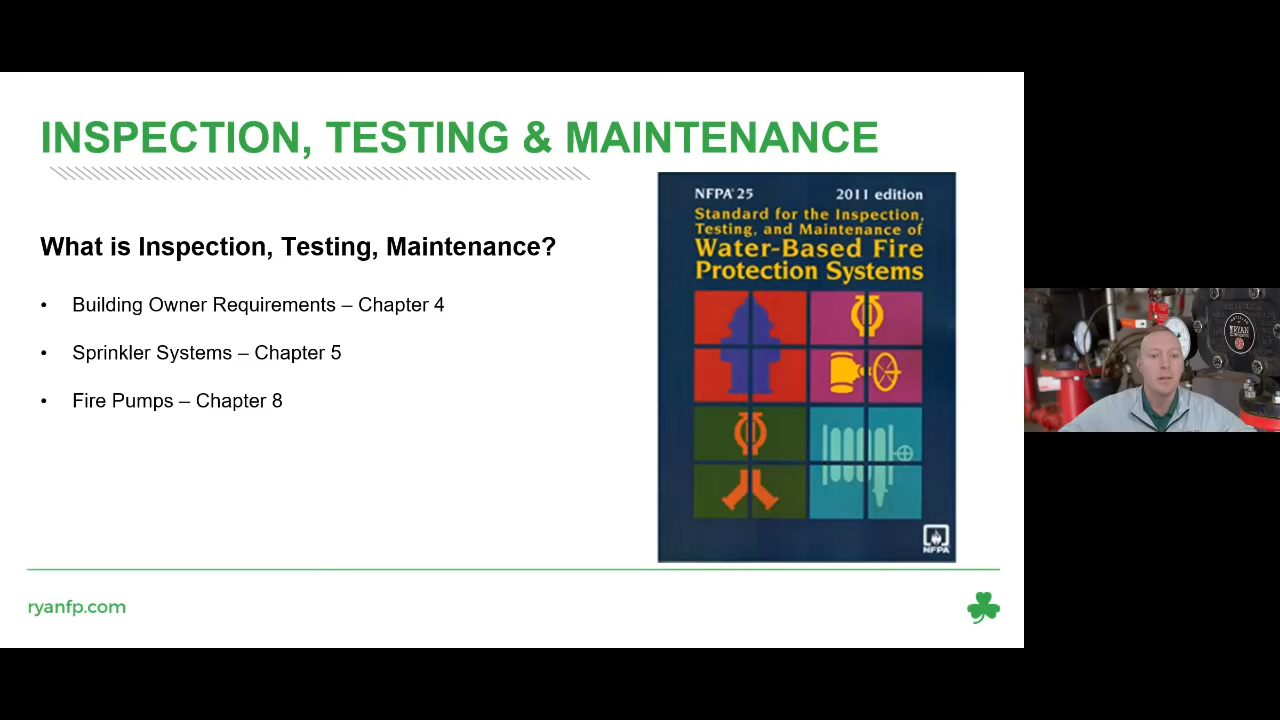 INSPECTION, TESTING & MAINTENANCE
What is Inspection, Testing, Maintenance?
• Building Owner Requirements – Chapter 4
• Sprinkler Systems – Chapter 5
• Fire Pumps – Chapter 8
NFPA® 25 2011 edition
Standard for the Inspection,
Testing, and Maintenance of
Water-Based Fire
Protection Systems
NFPA
ryanfp.com
RYAN